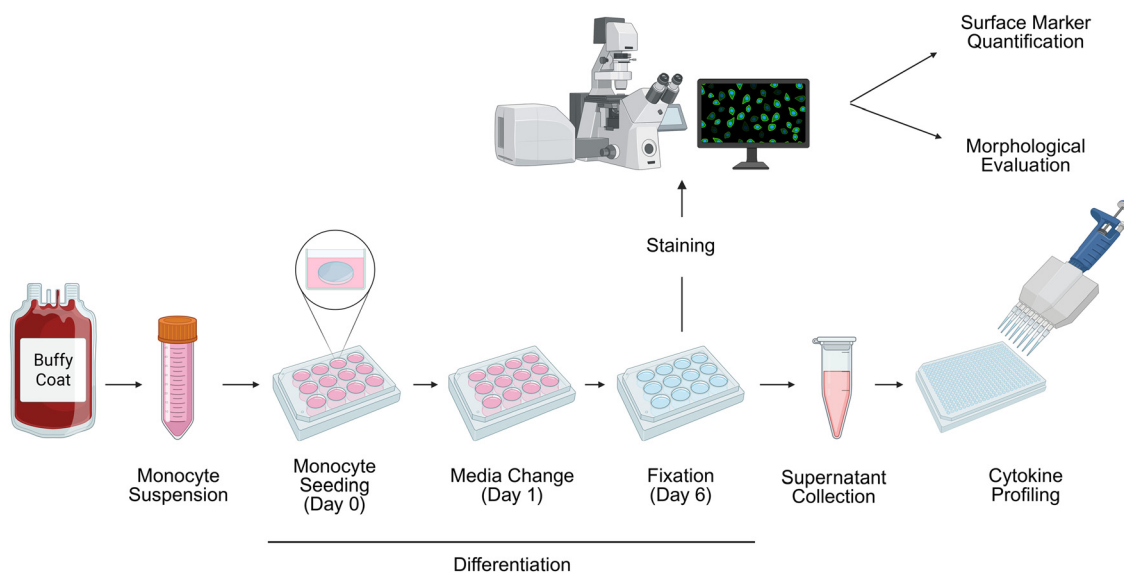 Surface Marker
Quantification
Morphological
Evaluation
Staining
Buffy
Coat
Monocyte
Suspension
Monocyte
Seeding
(Day 0)
Media Change
(Day 1)
Fixation
(Day 6)
Supernatant
Collection
Cytokine
Profiling
Differentiation